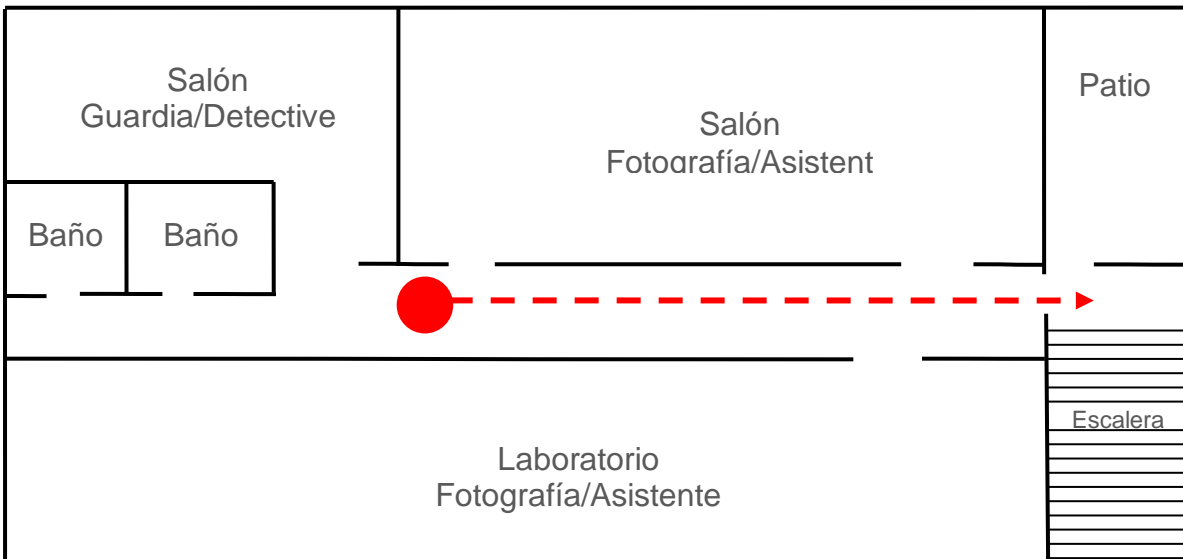 Salón
Guardia/Detective
Salón
Fotografía/Asistent
Patio
Baño
Baño
Escalera
Laboratorio
Fotografía/Asistente